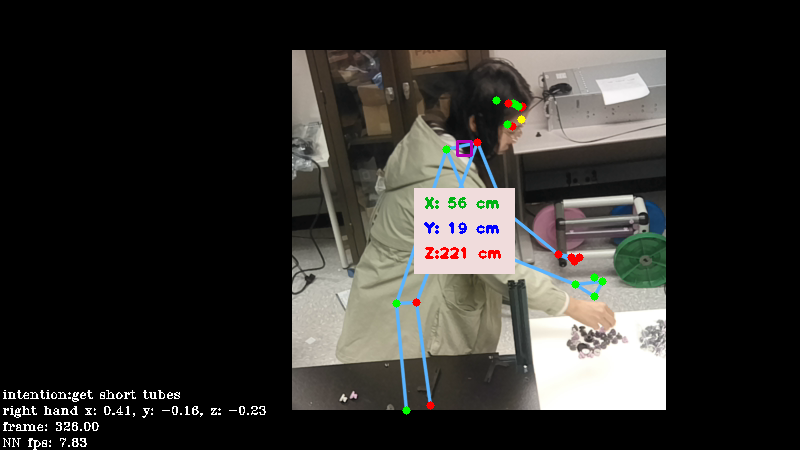 X: 56 cm
Y: 19 cm
Z:221 cm
intention:get short tubes
right hand x: 0.41, y: -0.16, z: -0.23
frame: 326.00
NN fps: 7.83